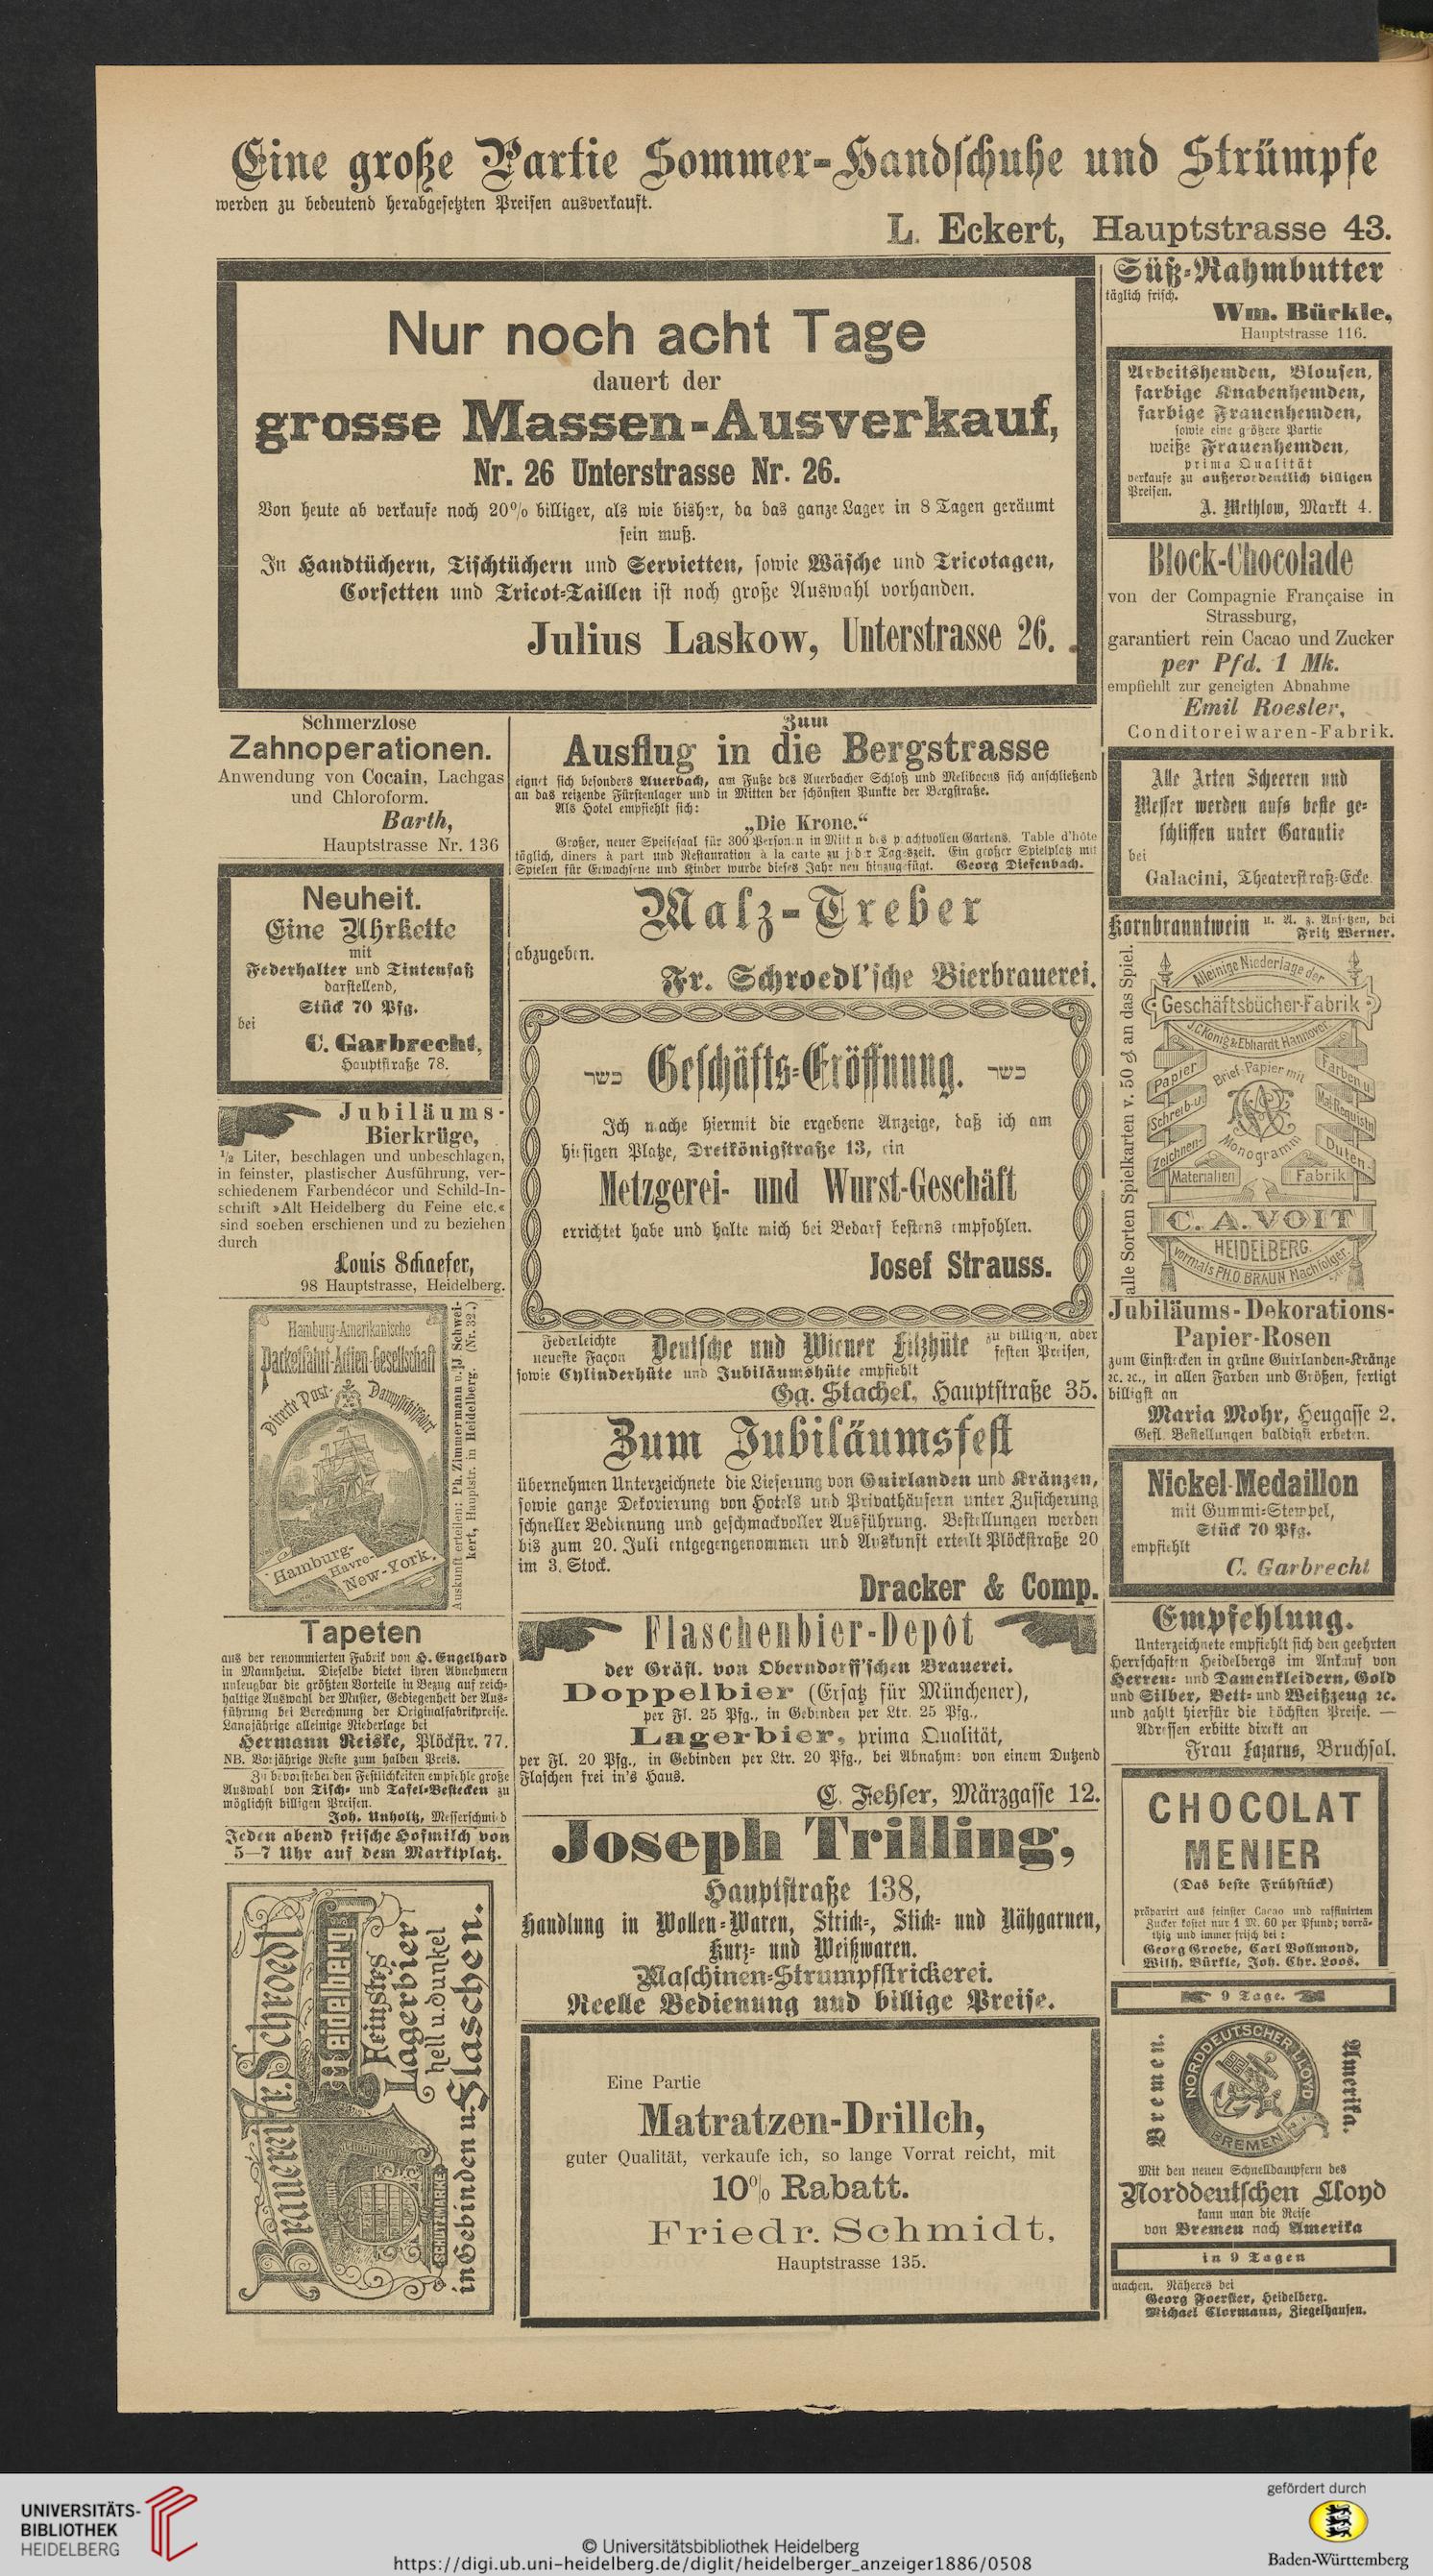 Eine große Partie Sommer-Handschuhe und Strümpfe
werden zu bedeutend herabgesetzten Preisen ausverkauft.
L. Eckert, Hauptstrasse 43.
Nur noch acht Tage
dauert der
grosse Massen-Ausverkauf,
Nr. 26 Unterstrasse Nr. 26.
Von heute ab verkaufe noch 20% billiger, als wie bisher, da das ganze Lager in 8 Tagen geräumt
sein muß.
In Handtüchern, Tischtüchern und Servietten, sowie Wäsche und Tricotagen,
Corsetten und Tricot-Taillen ist noch große Auswahl vorhanden.
Julius Laskow, Unterstrasse 26.
Schmerzlose
Zahnoperationen.
Anwendung von Cocain, Lachgas
und Chloroform.
Barth,
Hauptstrasse Nr. 136
Neuheit.
Eine Uhrkette
mit
Federhalter und Tintenfaß
darstellend,
Stück 70 Pfg.
bei
C. Garbrecht,
Hauptstraße 78.
Jubiläums-
Bierkrüge,
1/2 Liter, beschlagen und unbeschlagen,
in feinster, plastischer Ausführung, ver-
schiedenem Farbendécor und Schild-In-
schrift »Alt Heidelberg du Feine etc.«
sind soeben erschienen und zu beziehen
durch
Louis Schaefer,
98 Hauptstrasse, Heidelberg.
Hamburg-Amerikanische
Packetfahrt-Actien-Gesellschaft
Directe Post- Dampfschiffahrt
Hamburg-
Havre-
New-York.
Auskunft erteilen: Ph. Zimmermann u. J. Schwei-
kert, Hauptstr. in Heidelberg. (Nr. 32.)
Tapeten
aus der renommierten Fabrik von H. Engelhard
in Mannheim. Dieselbe bietet ihren Abnehmern
unleugbar die größten Vorteile in Bezug auf reich-
haltige Auswahl der Muster, Gediegenheit der Aus-
führung bei Berechnung der Originalfabrikpreise.
Langjährige alleinige Niederlage bei
Hermann Reiske, Plöckstr. 77.
NB. Vorjährige Reste zum halben Preis.
Zu bevorstehenden Festlichkeiten empfehle große
Auswahl von Tisch- und Tafel-Bestecken zu
möglichst billigen Preisen.
Joh. Unholtz, Messerschmied
Jeden abend frische Hofmilch von
5—7 Uhr auf dem Marktplatz.
Brauerei Fr. Schroedl
Heidelberg
Feinstes
Lagerbier
hell u. dunkel
in Gebinden u. Flaschen.
SCHUTZMARKE
Zum
Ausflug in die Bergstrasse
eignet sich besonders Auerbach, am Fuße des Auerbacher Schloß und Melibocus sich anschließend
an das reizende Fürstenlager und in Mitten der schönsten Punkte der Bergstraße.
Als Hotel empfiehlt sich:
„Die Krone.“
Großer, neuer Speisesaal für 300 Personen in Mitten des prachtvollen Gartens. Table d'hôte
täglich, diners à part und Restauration à la carte zu jeder Tageszeit. Ein großer Spielplatz mit
Spielen für Erwachsene und Kinder wurde dieses Jahr neu hinzugefügt. Georg Diefenbach.
Malz-Treber
abzugeben.
Fr. Schroedl'sche Bierbrauerei.
כשר Geschäfts-Eröffnung. כשר
Ich mache hiermit die ergebene Anzeige, daß ich am
hiesigen Platze, Dreikönigstraße 13, ein
Metzgerei- und Wurst-Geschäft
errichtet habe und halte mich bei Bedarf bestens empfohlen.
Josef Strauss.
Federleichte
neueste Façon Deutsche und Wiener Filzhüte zu billigen, aber
festen Preisen,
sowie Cylinderhüte und Jubiläumshüte empfiehlt
Gg. Stachel, Hauptstraße 35.
Zum Jubiläumsfest
übernehmen Unterzeichnete die Lieferung von Guirlanden und Kränzen,
sowie ganze Dekorierung von Hotels und Privathäusern unter Zusicherung
schneller Bedienung und geschmackvoller Ausführung. Bestellungen werden
bis zum 20. Juli entgegengenommen und Auskunft erteilt Plöckstraße 20
im 3. Stock.
Dracker & Comp.
Flaschenbier-Depôt
der Gräfl. von Oberndorff'schen Brauerei.
Doppelbier (Ersatz für Münchener),
per Fl. 25 Pfg., in Gebinden per Ltr. 25 Pfg.,
Lagerbier, prima Qualität,
per Fl. 20 Pfg., in Gebinden per Ltr. 20 Pfg., bei Abnahme von einem Dutzend
Flaschen frei in's Haus.
C. Fehser, Märzgasse 12.
Joseph Trilling,
Hauptstraße 138,
Handlung in Wollen-Waren, Strick-, Stick- und Nähgarnen,
Kurz- und Weißwaren.
Maschinen-Strumpfstrickerei.
Reelle Bedienung und billige Preise.
Eine Partie
Matratzen-Drillch,
guter Qualität, verkaufe ich, so lange Vorrat reicht, mit
10% Rabatt.
Friedr. Schmidt,
Hauptstrasse 135.
Süß-Rahmbutter
täglich frisch.
Wm. Bürkle,
Hauptstrasse 116.
Arbeitshemden, Blousen,
farbige Knabenhemden,
farbige Frauenhemden,
sowie eine größere Partie
weiße Frauenhemden,
prima Qualität
verkaufe zu außerordentlich billigen
Preisen.
A. Methlow, Markt 4.
Block-Chocolade
von der Compagnie Française in
Strassburg,
garantiert rein Cacao und Zucker
per Pfd. 1 Mk.
empfiehlt zur geneigten Abnahme
Emil Roesler,
Conditoreiwaren-Fabrik.
Alle Arten Scheeren und
Messer werden aufs beste ge-
schliffen unter Garantie
bei
Galacini, Theaterstraß-Ecke.
Kornbranntwein u. A. z. Ansetzen, bei
Fritz Werner.
alle Sorten Spielkarten v. 50 ₰ an das Spiel.
Alleinige Niederlage der
Geschäftsbücher-Fabrik
J.C. König & Ebhardt Hannover
Papier
Schreib-u.
Zeichnen-
Materialien
Brief-Papier mit
Monogramm
Farben u.
Mal-Requisiten
Duten-
Fabrik
C. A. VOIT
HEIDELBERG.
vormals PH. O BRAUN Nachfolger.
Jubiläums-Dekorations-
Papier-Rosen
zum Einstecken in grüne Guirlanden-Kränze
ꝛc. ꝛc., in allen Farben und Größen, fertigt
billigst an
Maria Mohr, Heugasse 2.
Gefl. Bestellungen baldigst erbeten.
Nickel-Medaillon
mit Gummi-Stempel,
Stück 70 Pfg.
empfiehlt
C. Garbrecht
Empfehlung.
Unterzeichnete empfiehlt sich den geehrten
Herrschaften Heidelbergs im Ankauf von
Herren- und Damenkleidern, Gold
und Silber, Bett- und Weißzeug ꝛc.
und zahlt hierfür die höchsten Preise. —
Adressen erbitte direkt an
Frau Lazarus, Bruchsal.
CHOCOLAT
MENIER
(Das beste Frühstück)
präparirt aus feinster Cacao und raffinirtem
Zucker kostet nur 1 M. 60 per Pfund; vorrä-
thig und immer frisch bei:
Georg Groebe, Carl Vollmond,
Wilh. Bürkle, Joh. Chr. Loos.
9 Tage.
Bremen.
NORDDEUTSCHER LLOYD
BREMEN
Amerika.
Mit den neuen Schnelldampfern des
Norddeutschen Lloyd
kann man die Reise
von Bremen nach Amerika
in 9 Tagen
machen. Näheres bei
Georg Foerster, Heidelberg.
Michael Clormann, Ziegelhausen.
UNIVERSITÄTS-
BIBLIOTHEK
HEIDELBERG
© Universitätsbibliothek Heidelberg
https://digi.ub.uni-heidelberg.de/diglit/heidelberger_anzeiger1886/0508
gefördert durch
Baden-Württemberg